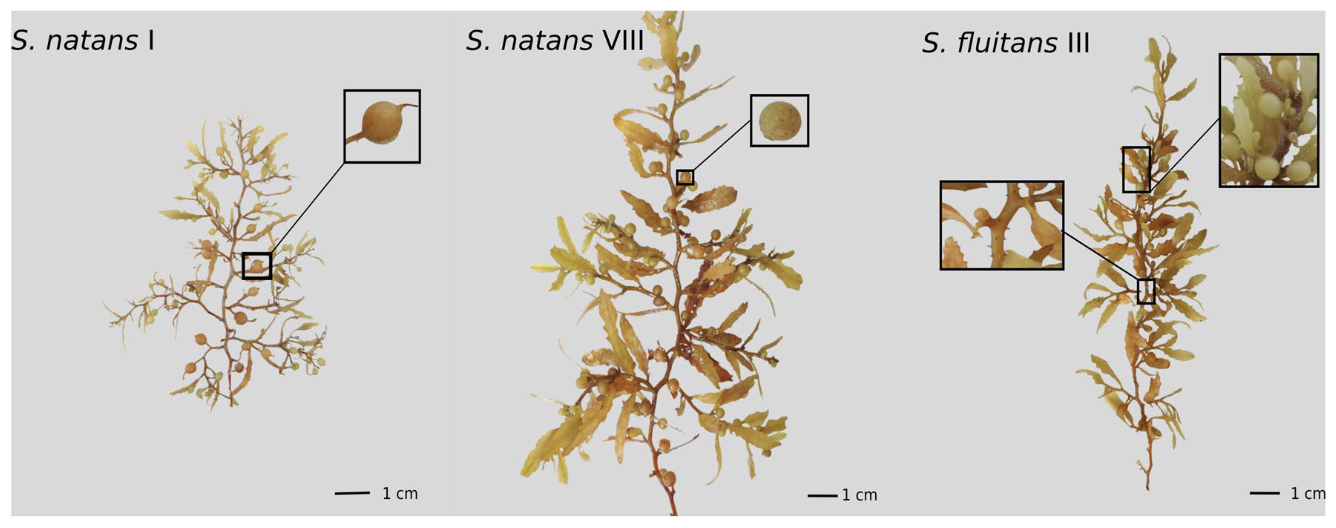 S. natans I
S. natans VIII
S. fluitans III
1 cm
1 cm
1 cm